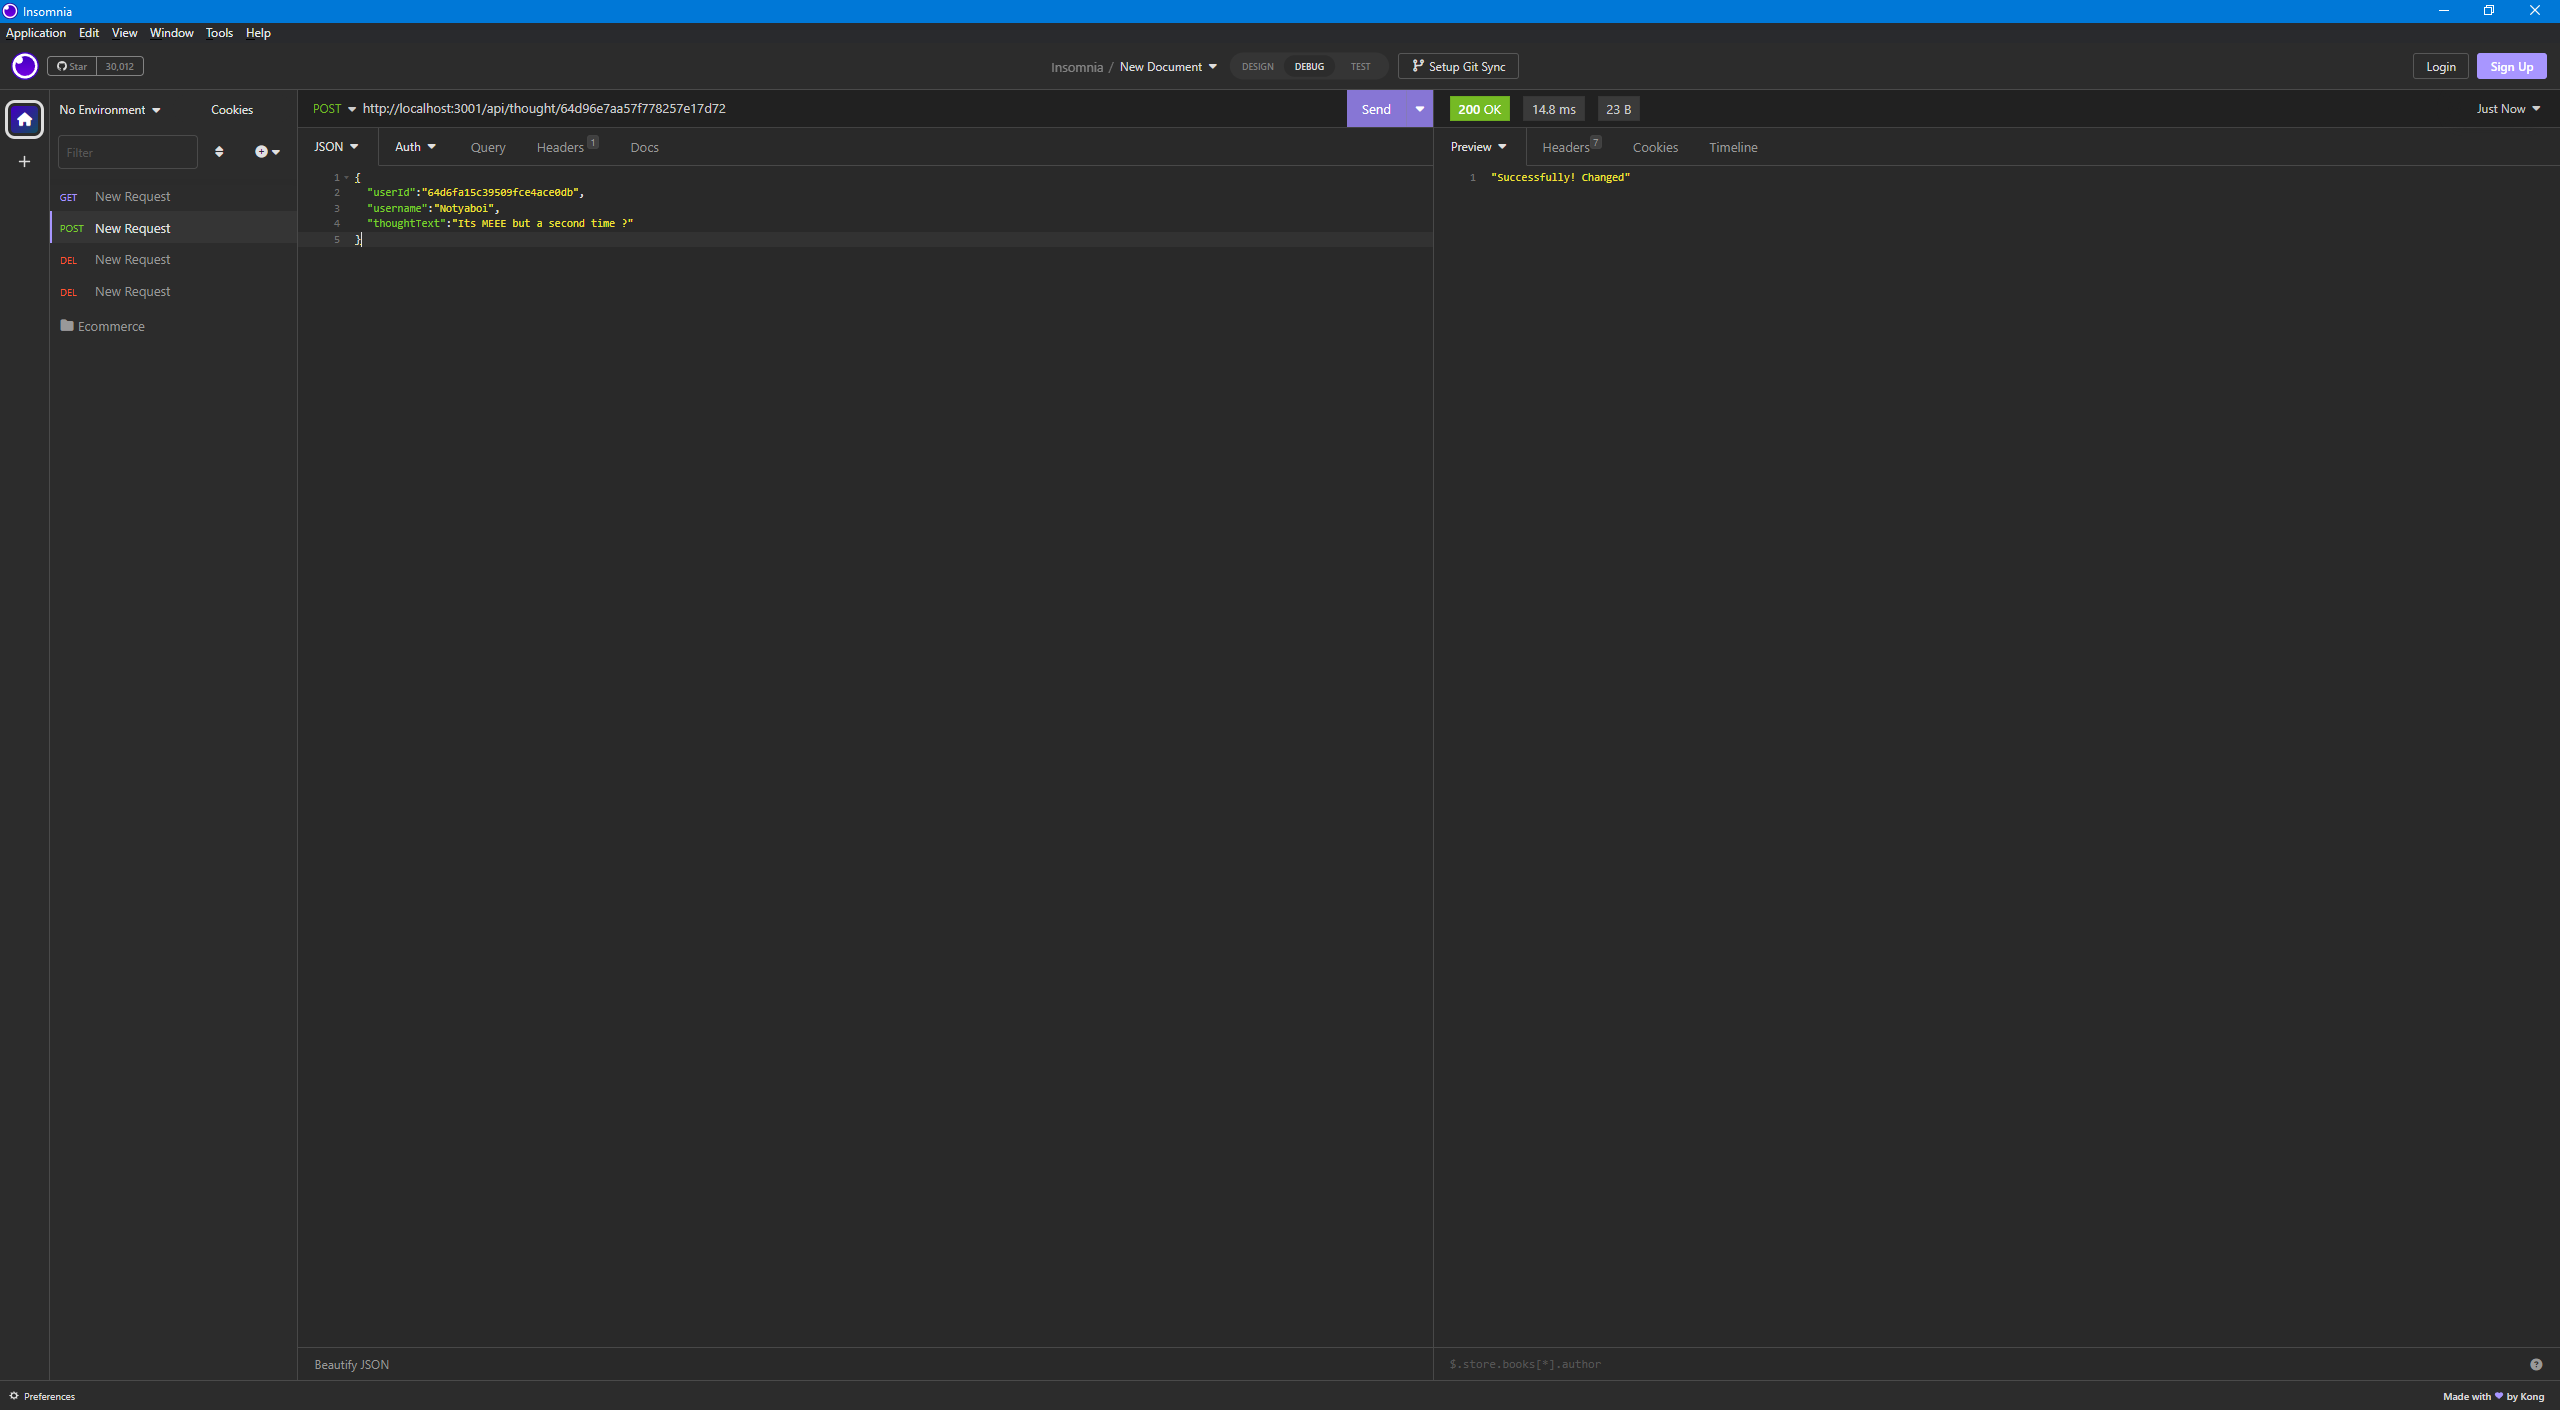 Insomnia
Application Edit View Window Tools Help
Star 30,012
Insomnia / New Document DESIGN DEBUG TEST Setup Git Sync
Login Sign Up
No Environment Cookies
Filter
GET New Request
POST New Request
DEL New Request
DEL New Request
Ecommerce
POST http://localhost:3001/api/thought/64d96e7aa57f778257e17d72 Send
JSON Auth Query Headers 1 Docs
1 {
2 "userId":"64d6fa15c39509fce4ace0db",
3 "username":"Notyaboi",
4 "thoughtText":"Its MEEE but a second time ?"
5 }
Beautify JSON
200 OK 14.8 ms 23 B Just Now
Preview Headers 7 Cookies Timeline
1 "Successfully! Changed"
$.store.books[*].author ?
Preferences
Made with ♥ by Kong